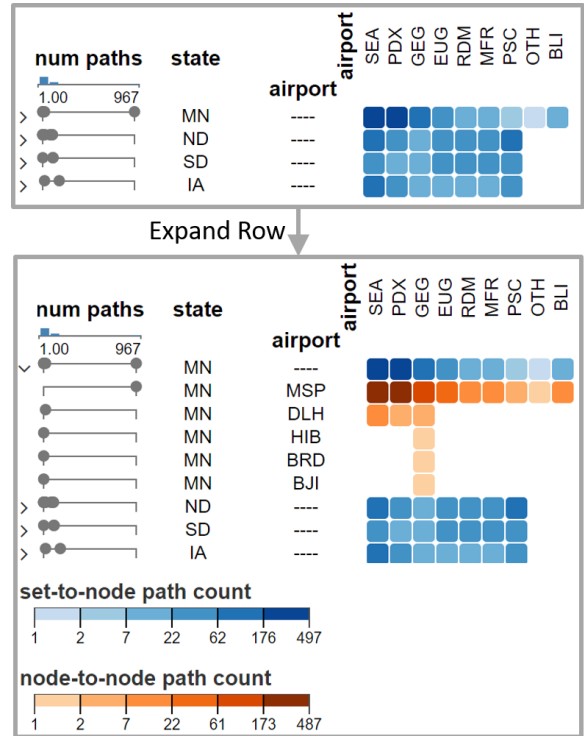 num paths state airport airport SEA PDX GEG EUG RDM MFR PSC OTH BLI
1.00 967
MN ----
ND ----
SD ----
IA ----
Expand Row
num paths state airport airport SEA PDX GEG EUG RDM MFR PSC OTH BLI
1.00 967
MN ----
MN MSP
MN DLH
MN HIB
MN BRD
MN BJI
ND ----
SD ----
IA ----
set-to-node path count
1 2 7 22 62 176 497
node-to-node path count
1 2 7 22 61 173 487